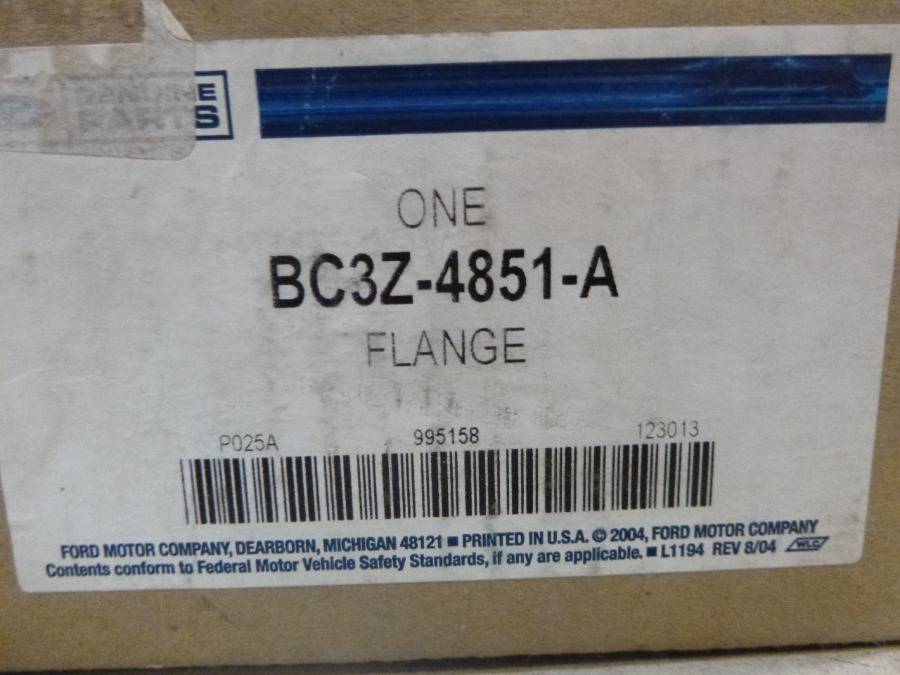 GENUINE
PARTS
ONE
BC3Z-4851-A
FLANGE
P025A 995158 123013
FORD MOTOR COMPANY, DEARBORN, MICHIGAN 48121 ■ PRINTED IN U.S.A. © 2004, FORD MOTOR COMPANY
Contents conform to Federal Motor Vehicle Safety Standards, if any are applicable. ■ L1194 REV 8/04 WLC